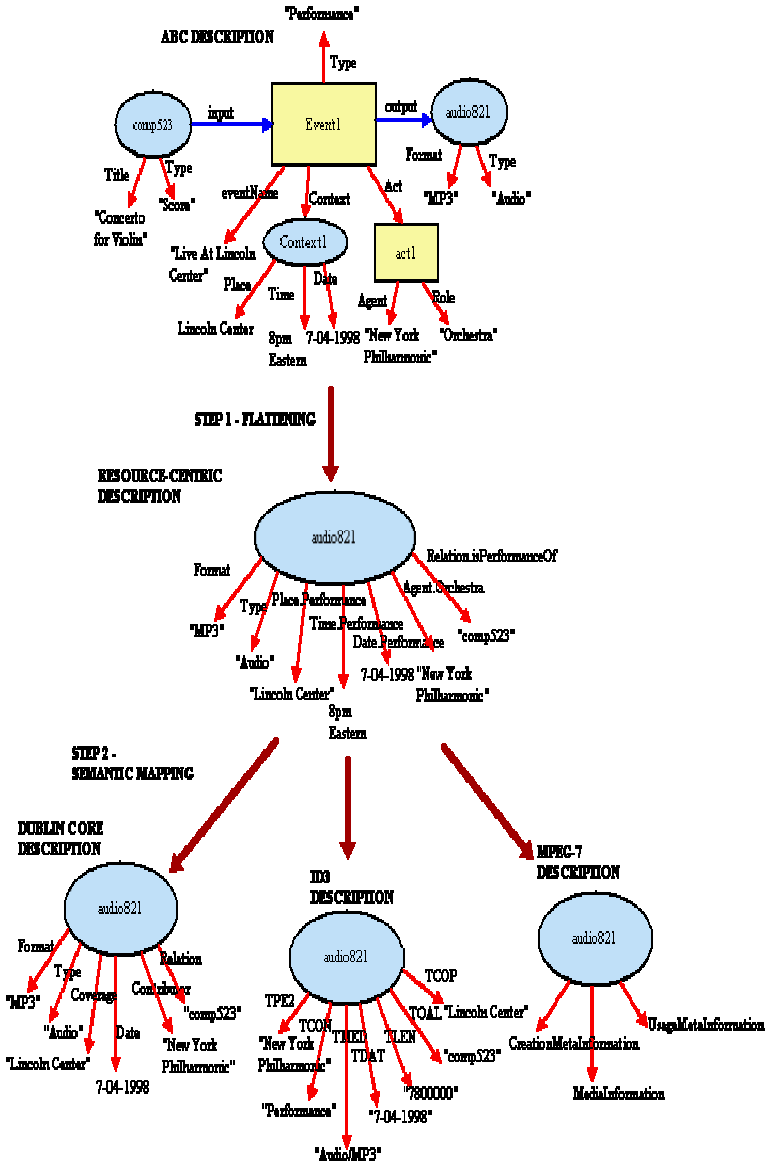 "Performance"
ABC DESCRIPTION
Type
comp523
input
Event1
output
audio821
Title
Type
"Concerto
for Violin"
"Score"
eventName
Context
Act
Format
Type
"MP3"
"Audio"
"Live At Lincoln
Center"
Context1
act1
Place
Time
Date
Agent
Role
Lincoln Center
8pm
Eastern
7-04-1998
"New York
Philharmonic"
"Orchestra"
STEP 1 - FLATTENING
RESOURCE-CENTRIC
DESCRIPTION
audio821
Format
Type
Place.Performance
Time.Performance
Date.Performance
Agent.Orchestra
Relation.isPerformanceOf
"MP3"
"Audio"
"Lincoln Center"
8pm
Eastern
7-04-1998
"New York
Philharmonic"
"comp523"
STEP 2 -
SEMANTIC MAPPING
DUBLIN CORE
DESCRIPTION
audio821
Format
Type
Coverage
Date
Contributor
Relation
"MP3"
"Audio"
"Lincoln Center"
7-04-1998
"New York
Philharmonic"
"comp523"
ID3
DESCRIPTION
audio821
TPE2
TCON
TMED
TDAT
TLEN
TOAL
TCOP
"New York
Philharmonic"
"Performance"
"Audio/MP3"
"7-04-1998"
"7800000"
"comp523"
"Lincoln Center"
MPEG-7
DESCRIPTION
audio821
CreationMetaInformation
MediaInformation
UsageMetaInformation